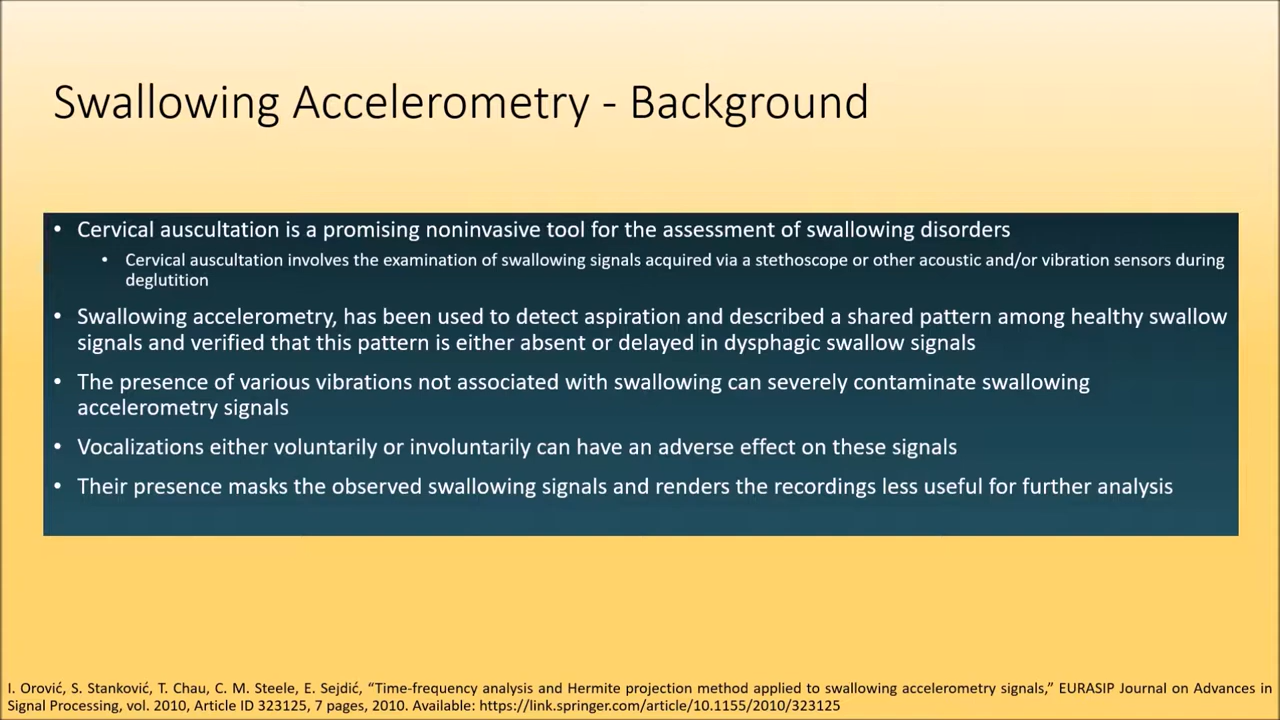 Swallowing Accelerometry - Background
• Cervical auscultation is a promising noninvasive tool for the assessment of swallowing disorders
• Cervical auscultation involves the examination of swallowing signals acquired via a stethoscope or other acoustic and/or vibration sensors during
deglutition
• Swallowing accelerometry, has been used to detect aspiration and described a shared pattern among healthy swallow
signals and verified that this pattern is either absent or delayed in dysphagic swallow signals
• The presence of various vibrations not associated with swallowing can severely contaminate swallowing
accelerometry signals
• Vocalizations either voluntarily or involuntarily can have an adverse effect on these signals
• Their presence masks the observed swallowing signals and renders the recordings less useful for further analysis
I. Orović, S. Stanković, T. Chau, C. M. Steele, E. Sejdić, “Time-frequency analysis and Hermite projection method applied to swallowing accelerometry signals,” EURASIP Journal on Advances in
Signal Processing, vol. 2010, Article ID 323125, 7 pages, 2010. Available: https://link.springer.com/article/10.1155/2010/323125